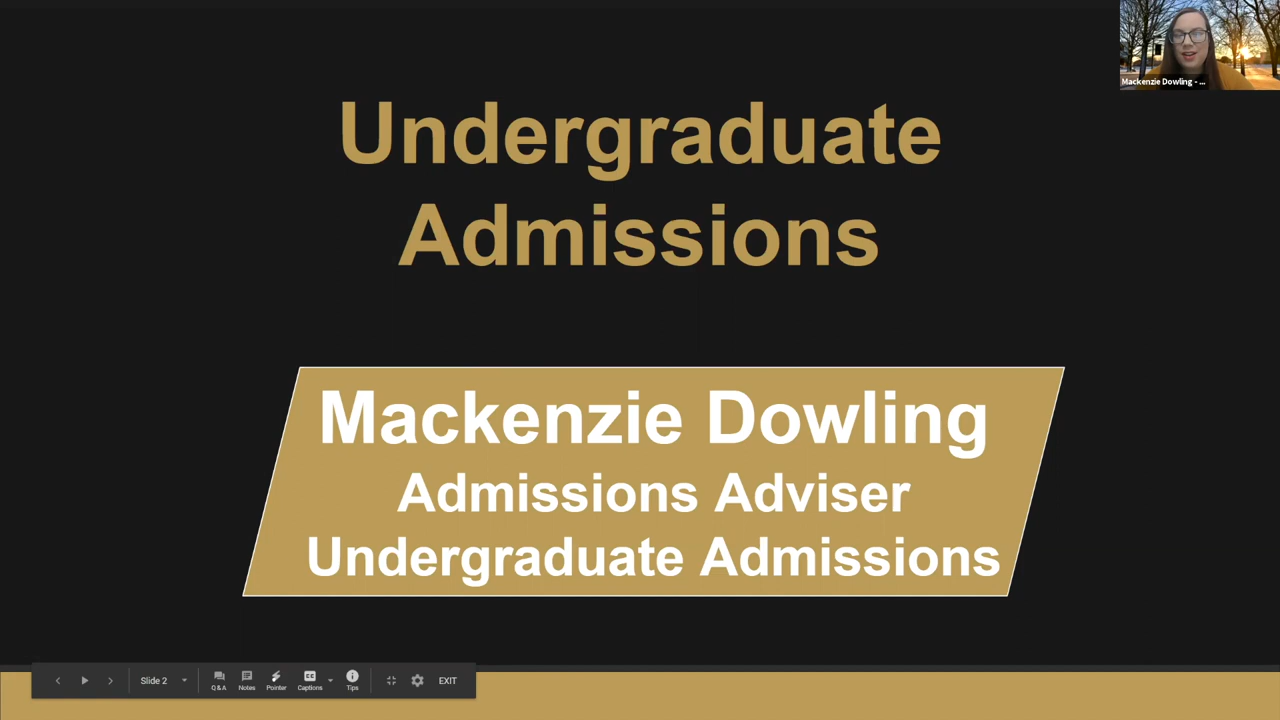 Mackenzie Dowling - ...
Undergraduate
Admissions
Mackenzie Dowling
Admissions Adviser
Undergraduate Admissions
Slide 2
Q&A
Notes
Pointer
Captions
Tips
EXIT